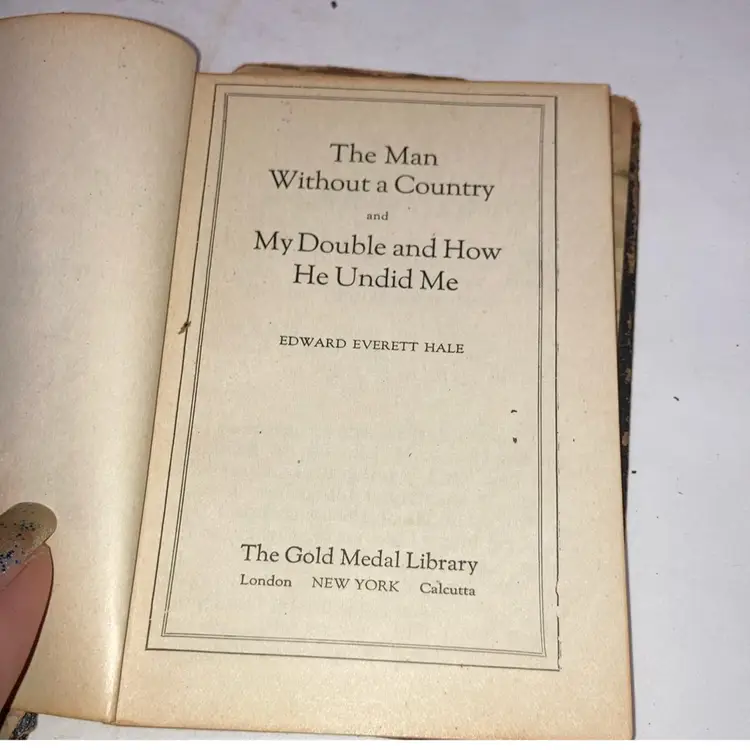 The Man
Without a Country
and
My Double and How
He Undid Me
EDWARD EVERETT HALE
The Gold Medal Library
London NEW YORK Calcutta